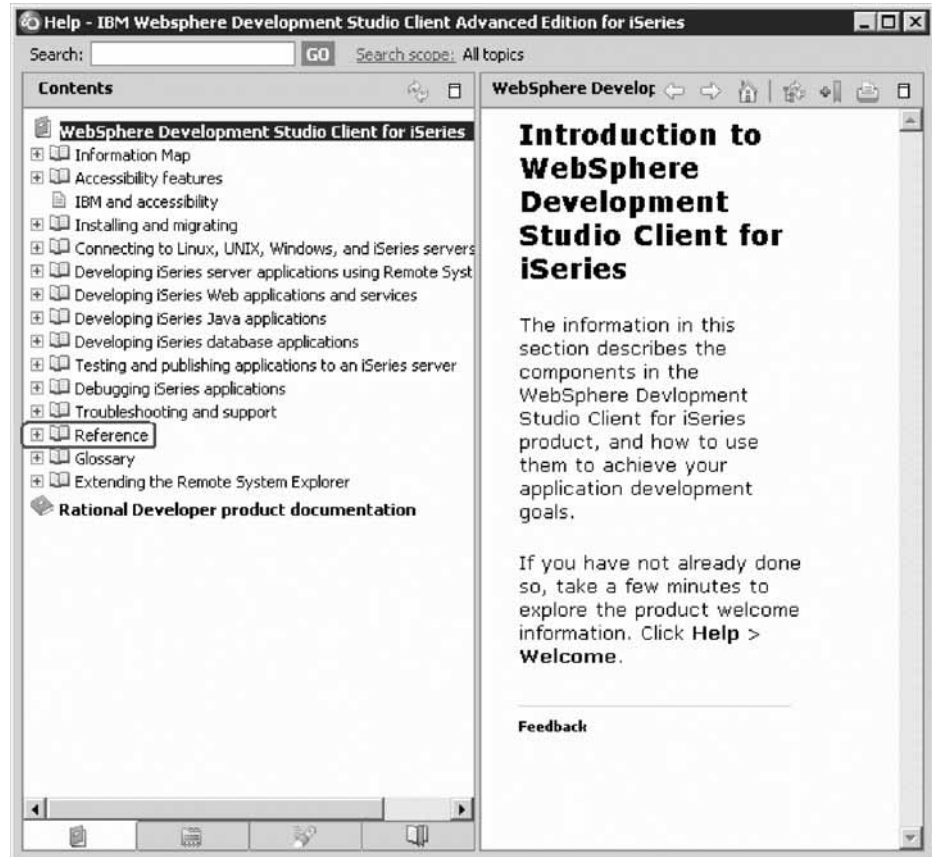 Help - IBM Websphere Development Studio Client Advanced Edition for iSeries
Search: GO Search scope: All topics
Contents
WebSphere Development Studio Client for iSeries
Information Map
Accessibility features
IBM and accessibility
Installing and migrating
Connecting to Linux, UNIX, Windows, and iSeries servers
Developing iSeries server applications using Remote Syst
Developing iSeries Web applications and services
Developing iSeries Java applications
Developing iSeries database applications
Testing and publishing applications to an iSeries server
Debugging iSeries applications
Troubleshooting and support
Reference
Glossary
Extending the Remote System Explorer
Rational Developer product documentation
WebSphere Develop
Introduction to
WebSphere
Development
Studio Client for
iSeries
The information in this
section describes the
components in the
WebSphere Devlopment
Studio Client for iSeries
product, and how to use
them to achieve your
application development
goals.
If you have not already done
so, take a few minutes to
explore the product welcome
information. Click Help >
Welcome.
Feedback